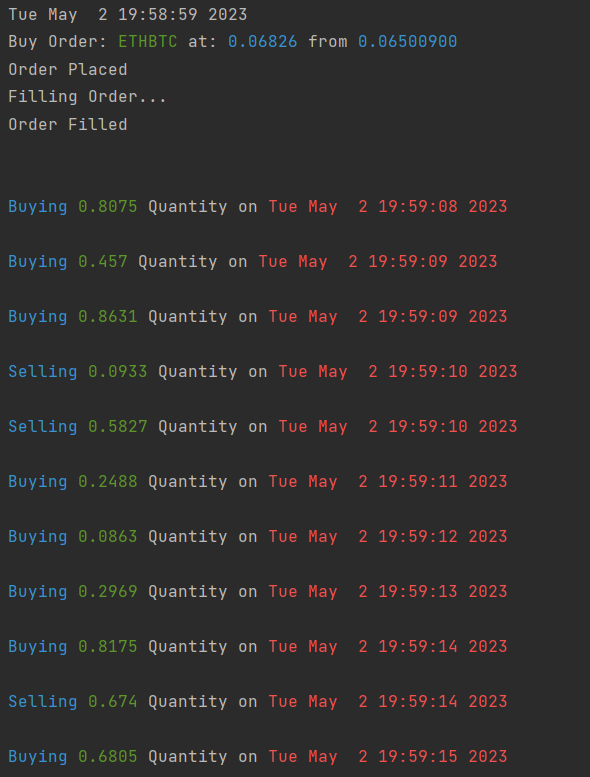 Tue May  2 19:58:59 2023
Buy Order: ETHBTC at: 0.06826 from 0.06500900
Order Placed
Filling Order...
Order Filled
Buying 0.8075 Quantity on Tue May  2 19:59:08 2023
Buying 0.457 Quantity on Tue May  2 19:59:09 2023
Buying 0.8631 Quantity on Tue May  2 19:59:09 2023
Selling 0.0933 Quantity on Tue May  2 19:59:10 2023
Selling 0.5827 Quantity on Tue May  2 19:59:10 2023
Buying 0.2488 Quantity on Tue May  2 19:59:11 2023
Buying 0.0863 Quantity on Tue May  2 19:59:12 2023
Buying 0.2969 Quantity on Tue May  2 19:59:13 2023
Buying 0.8175 Quantity on Tue May  2 19:59:14 2023
Selling 0.674 Quantity on Tue May  2 19:59:14 2023
Buying 0.6805 Quantity on Tue May  2 19:59:15 2023